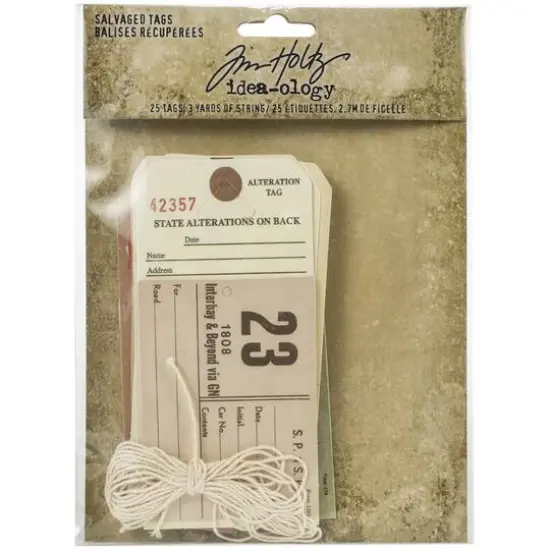 SALVAGED TAGS
BALISES RÉCUPÉRÉES
Tim Holtz
idea-ology
25 TAGS, 3 YARDS OF STRING / 25 ÉTIQUETTES, 2.7M DE FICELLE
ALTERATION
TAG
42357
STATE ALTERATIONS ON BACK
Date
Name
Address
23
1808
Interbay & Beyond via GN
For
Road
S. P.
Date
Initial
Car No.
Contents